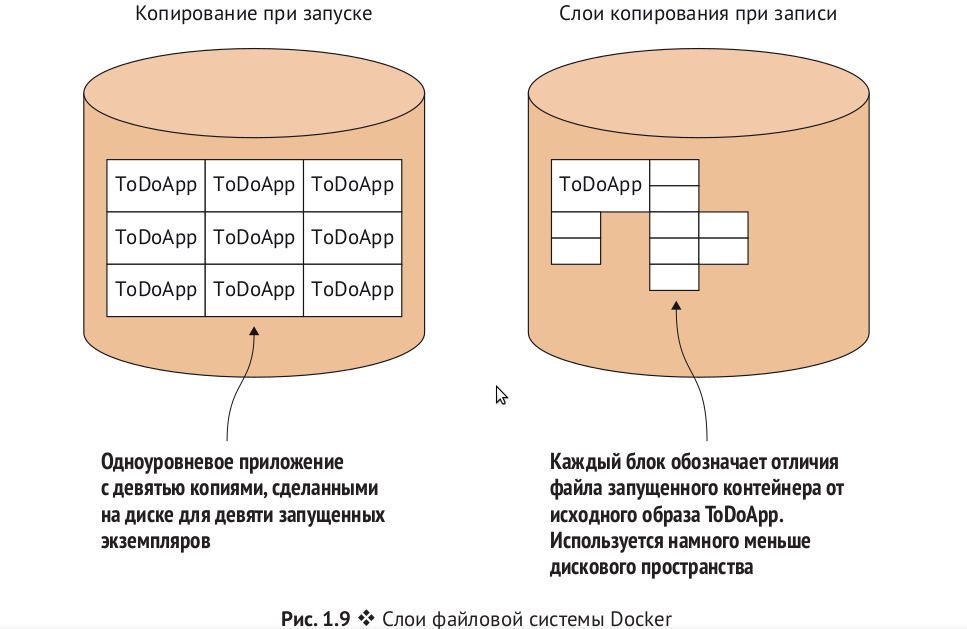 Копирование при запуске
Слои копирования при записи
ToDoApp ToDoApp ToDoApp
ToDoApp ToDoApp ToDoApp
ToDoApp ToDoApp ToDoApp
ToDoApp
Одноуровневое приложение
с девятью копиями, сделанными
на диске для девяти запущенных
экземпляров
Каждый блок обозначает отличия
файла запущенного контейнера от
исходного образа ToDoApp.
Используется намного меньше
дискового пространства
Рис. 1.9 ❖ Слои файловой системы Docker